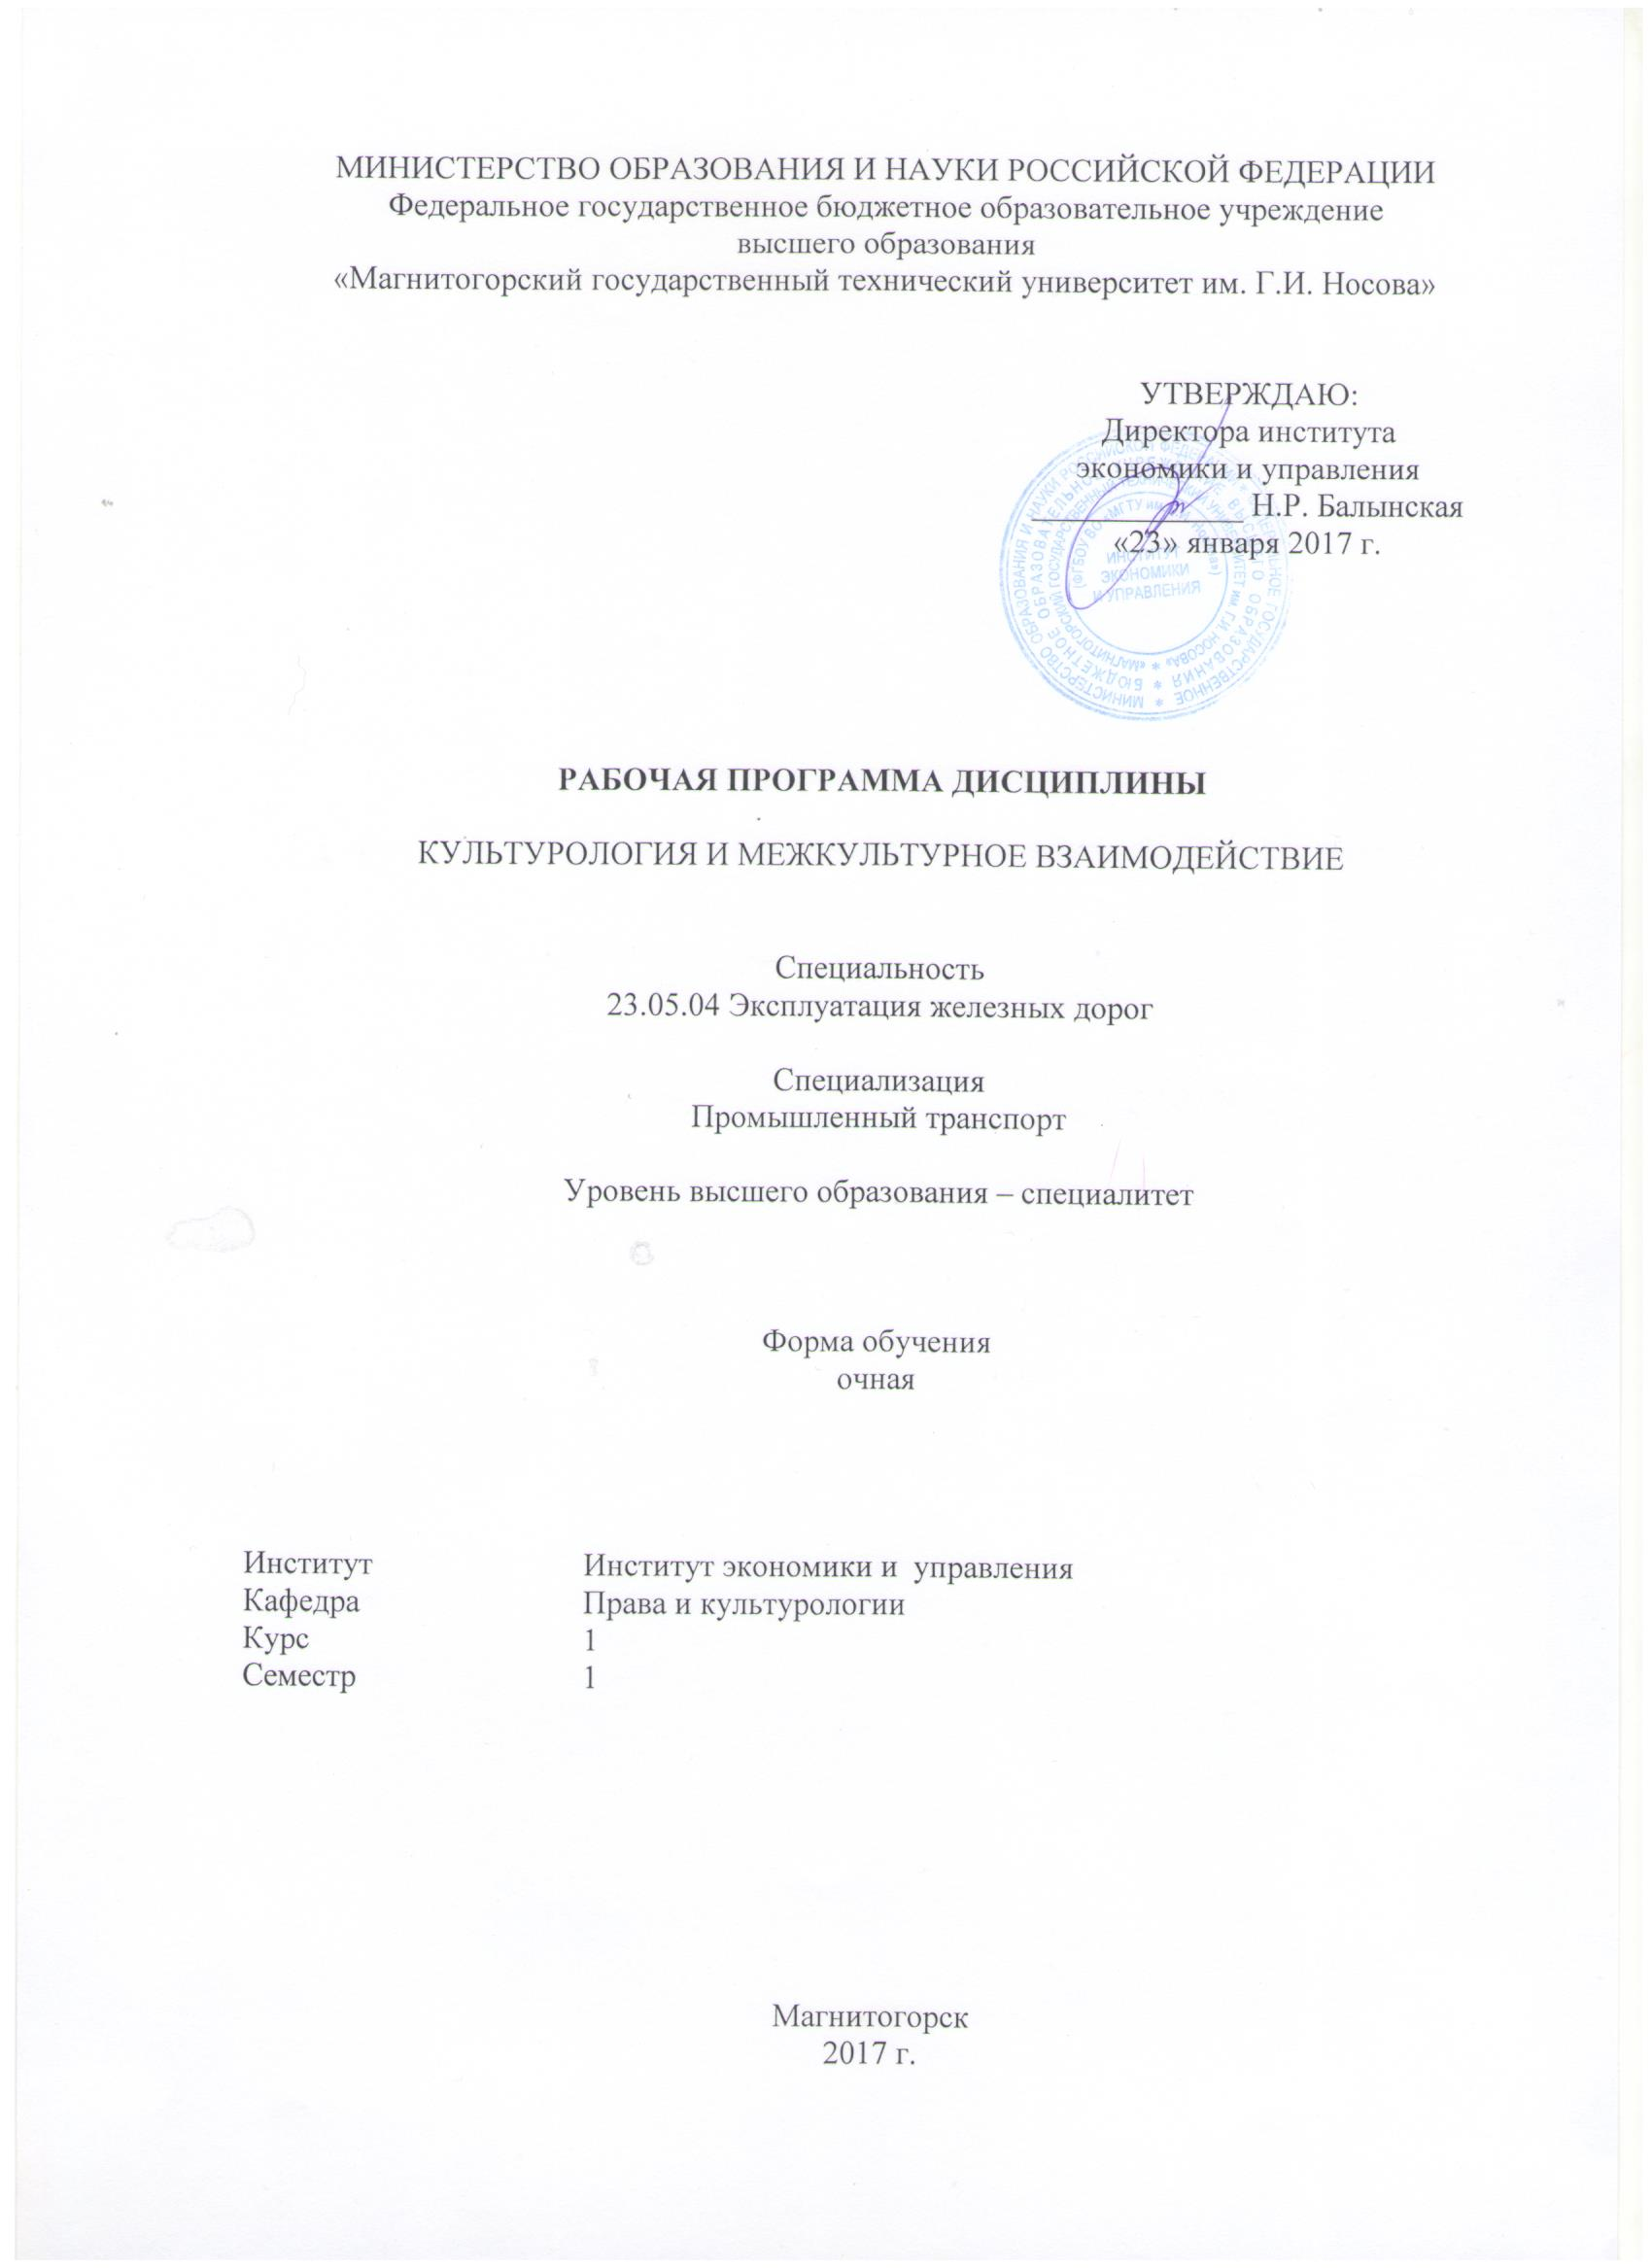 МИНИСТЕРСТВО ОБРАЗОВАНИЯ И НАУКИ РОССИЙСКОЙ ФЕДЕРАЦИИ
Федеральное государственное бюджетное образовательное учреждение
высшего образования
«Магнитогорский государственный технический университет им. Г.И. Носова»
УТВЕРЖДАЮ:
Директора института
экономики и управления
Н.Р. Балынская
«23» января 2017 г.
ИНСТИТУТ
ЭКОНОМИКИ
И УПРАВЛЕНИЯ
РАБОЧАЯ ПРОГРАММА ДИСЦИПЛИНЫ
КУЛЬТУРОЛОГИЯ И МЕЖКУЛЬТУРНОЕ ВЗАИМОДЕЙСТВИЕ
Специальность
23.05.04 Эксплуатация железных дорог
Специализация
Промышленный транспорт
Уровень высшего образования – специалитет
Форма обучения
очная
Институт Институт экономики и управления
Кафедра Права и культурологии
Курс 1
Семестр 1
Магнитогорск
2017 г.